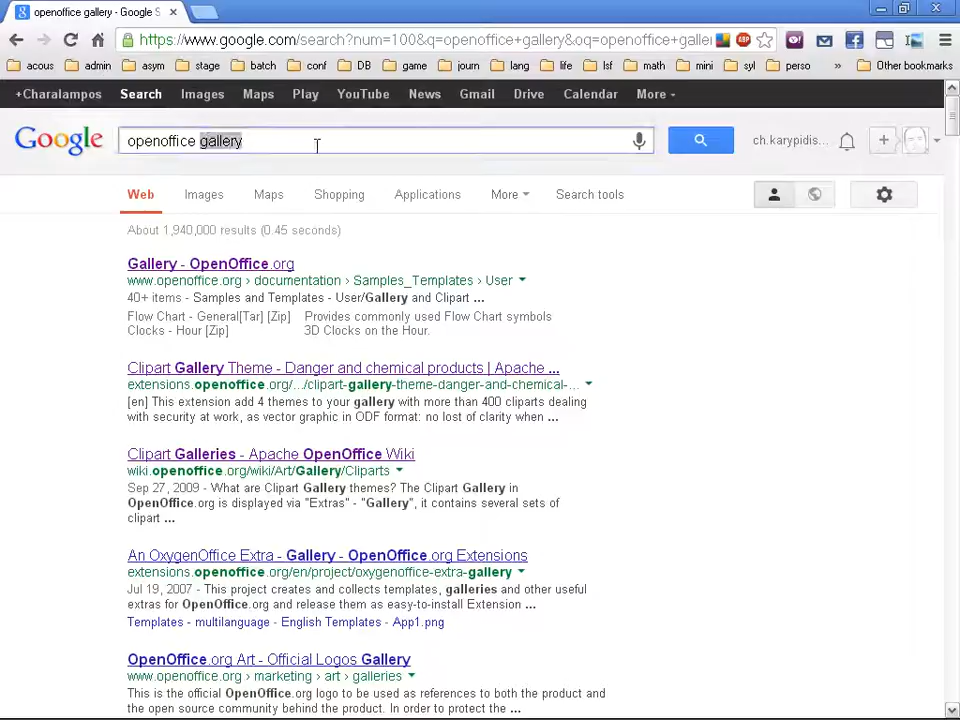 openoffice gallery - Google S
https://www.google.com/search?num=100&q=openoffice+gallery&oq=openoffice+galler
acous admin asym stage batch conf DB game journ lang life lsf math mini syl perso » Other bookmarks
+Charalampos Search Images Maps Play YouTube News Gmail Drive Calendar More
Google openoffice gallery ch.karypidis...
Web Images Maps Shopping Applications More Search tools
About 1,940,000 results (0.45 seconds)
Gallery - OpenOffice.org
www.openoffice.org › documentation › Samples_Templates › User
40+ items - Samples and Templates - User/Gallery and Clipart ...
Flow Chart - General[Tar] [Zip] Provides commonly used Flow Chart symbols
Clocks - Hour [Zip] 3D Clocks on the Hour.
Clipart Gallery Theme - Danger and chemical products | Apache ...
extensions.openoffice.org/.../clipart-gallery-theme-danger-and-chemical-...
[en] This extension add 4 themes to your gallery with more than 400 cliparts dealing
with security at work, as vector graphic in ODF format: no lost of clarity when ...
Clipart Galleries - Apache OpenOffice Wiki
wiki.openoffice.org/wiki/Art/Gallery/Cliparts
Sep 27, 2009 - What are Clipart Gallery themes? The Clipart Gallery in
OpenOffice.org is displayed via "Extras" - "Gallery", it contains several sets of
clipart ...
An OxygenOffice Extra - Gallery - OpenOffice.org Extensions
extensions.openoffice.org/en/project/oxygenoffice-extra-gallery
Jul 19, 2007 - This project creates and collects templates, galleries and other useful
extras for OpenOffice.org and release them as easy-to-install Extension ...
Templates - multilanguage - English Templates - App1.png
OpenOffice.org Art - Official Logos Gallery
www.openoffice.org › marketing › art › galleries
This is the official OpenOffice.org logo to be used as references to both the product and
the open source community behind the product. In order to protect the ...